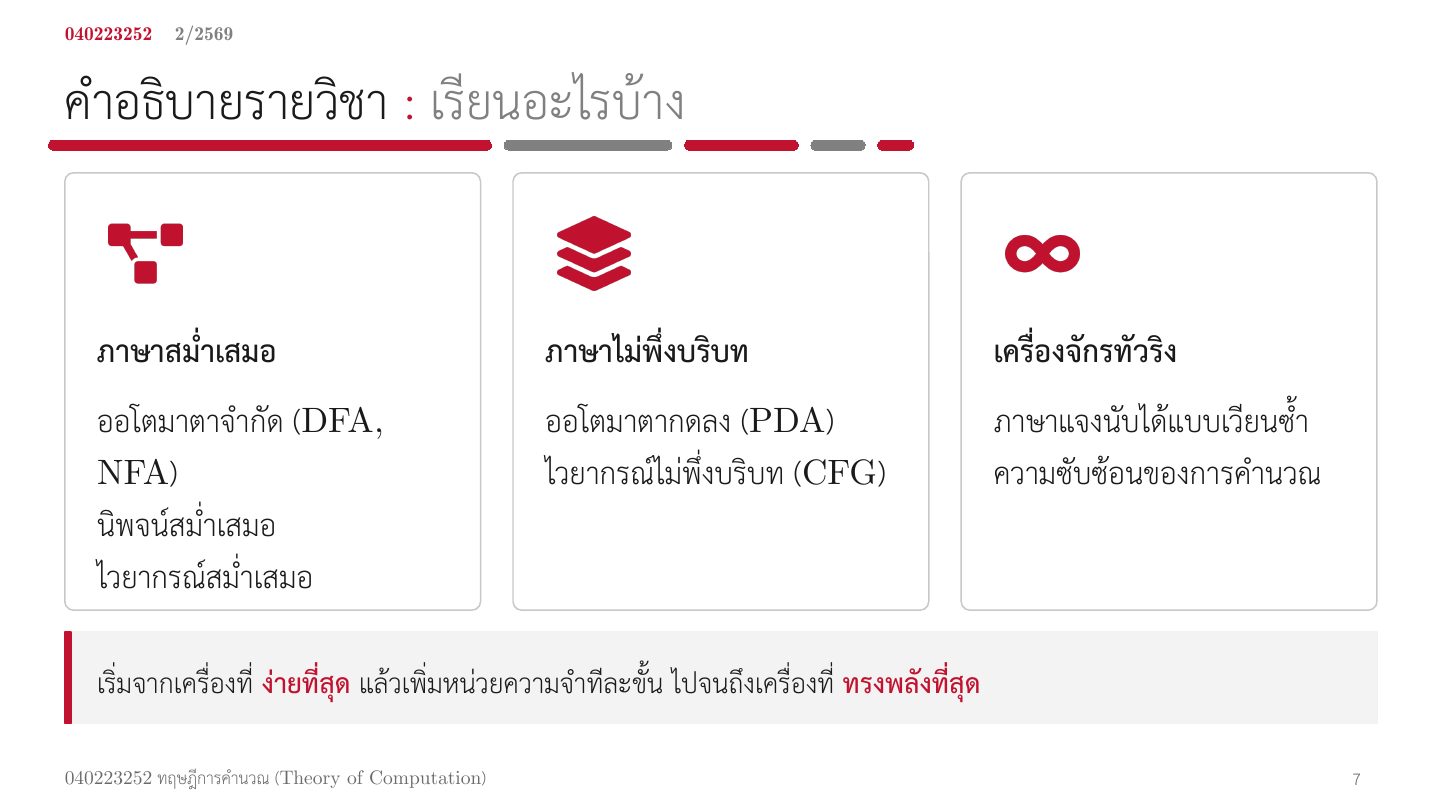 040223252 2/2569
คำอธิบายรายวิชา : เรียนอะไรบ้าง
ภาษาสม่ำเสมอ
ออโตมาตาจำกัด (DFA,
NFA)
นิพจน์สม่ำเสมอ
ไวยากรณ์สม่ำเสมอ
ภาษาไม่พึ่งบริบท
ออโตมาตากดลง (PDA)
ไวยากรณ์ไม่พึ่งบริบท (CFG)
เครื่องจักรทัวริง
ภาษาแจงนับได้แบบเวียนซ้ำ
ความซับซ้อนของการคำนวณ
เริ่มจากเครื่องที่ ง่ายที่สุด แล้วเพิ่มหน่วยความจำทีละขั้น ไปจนถึงเครื่องที่ ทรงพลังที่สุด
040223252 ทฤษฎีการคำนวณ (Theory of Computation)
7